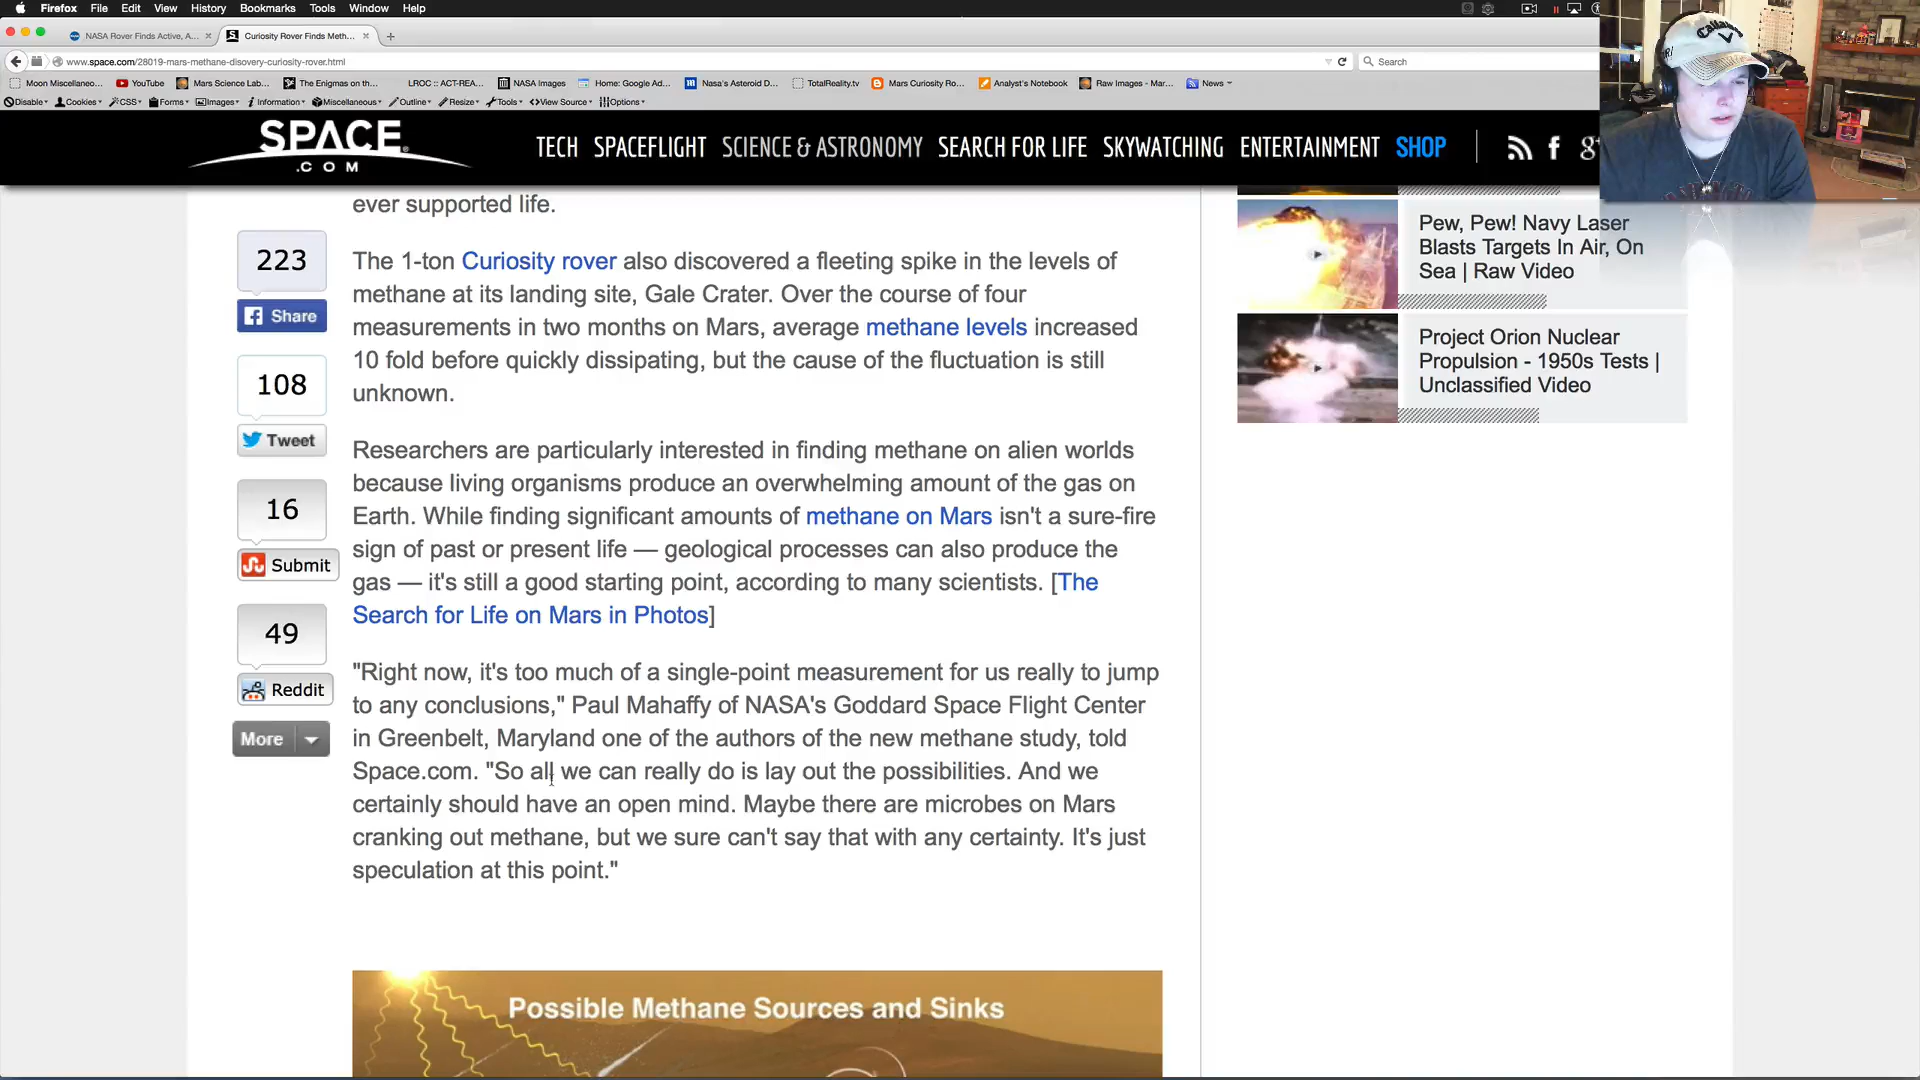 Firefox File Edit View History Bookmarks Tools Window Help
NASA Rover Finds Active, A... Curiosity Rover Finds Meth...
www.space.com/28019-mars-methane-disovery-curiosity-rover.html Search
Moon Miscellaneo... YouTube Mars Science Lab... The Enigmas on th... LROC :: ACT-REA... NASA Images Home: Google Ad... Nasa's Asteroid D... TotalReality.tv Mars Curiosity Ro... Analyst's Notebook Raw Images - Mar... News
Disable Cookies CSS Forms Images Information Miscellaneous Outline Resize Tools View Source Options
SPACE
.COM
TECH SPACEFLIGHT SCIENCE & ASTRONOMY SEARCH FOR LIFE SKYWATCHING ENTERTAINMENT SHOP
ever supported life.
The 1-ton Curiosity rover also discovered a fleeting spike in the levels of
methane at its landing site, Gale Crater. Over the course of four
measurements in two months on Mars, average methane levels increased
10 fold before quickly dissipating, but the cause of the fluctuation is still
unknown.
Researchers are particularly interested in finding methane on alien worlds
because living organisms produce an overwhelming amount of the gas on
Earth. While finding significant amounts of methane on Mars isn't a sure-fire
sign of past or present life — geological processes can also produce the
gas — it's still a good starting point, according to many scientists. [The
Search for Life on Mars in Photos]
"Right now, it's too much of a single-point measurement for us really to jump
to any conclusions," Paul Mahaffy of NASA's Goddard Space Flight Center
in Greenbelt, Maryland one of the authors of the new methane study, told
Space.com. "So all we can really do is lay out the possibilities. And we
certainly should have an open mind. Maybe there are microbes on Mars
cranking out methane, but we sure can't say that with any certainty. It's just
speculation at this point."
Possible Methane Sources and Sinks
223
Share
108
Tweet
16
Submit
49
Reddit
More
Pew, Pew! Navy Laser
Blasts Targets In Air, On
Sea | Raw Video
Project Orion Nuclear
Propulsion - 1950s Tests |
Unclassified Video